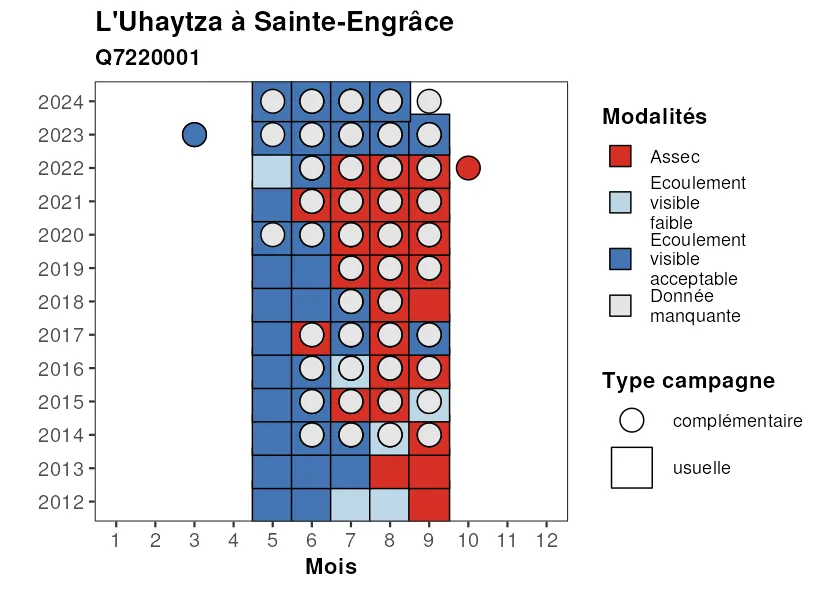 L'Uhaytza à Sainte-Engrâce
Q7220001
2024
2023
2022
2021
2020
2019
2018
2017
2016
2015
2014
2013
2012
1 2 3 4 5 6 7 8 9 10 11 12
Mois
Modalités
Assec
Ecoulement
visible
faible
Ecoulement
visible
acceptable
Donnée
manquante
Type campagne
complémentaire
usuelle